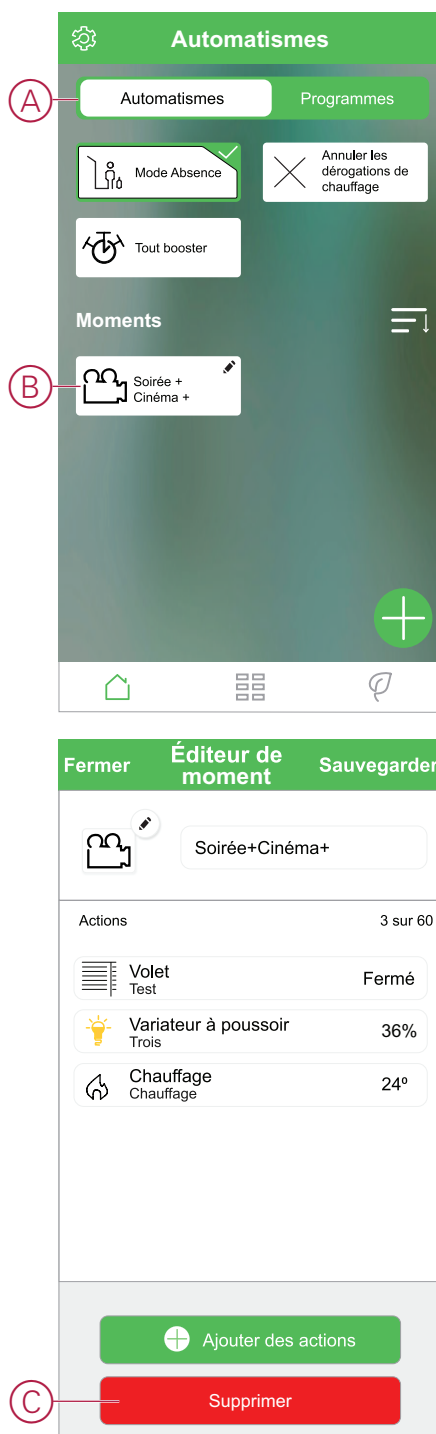 Automatismes
A
Automatismes Programmes
Mode Absence
Annuler les
dérogations de
chauffage
Tout booster
Moments
B
Soirée +
Cinéma +
Fermer Éditeur de moment Sauvegarder
Soirée+Cinéma+
Actions 3 sur 60
Volet Fermé
Test
Variateur à poussoir 36%
Trois
Chauffage 24º
Chauffage
Ajouter des actions
C
Supprimer